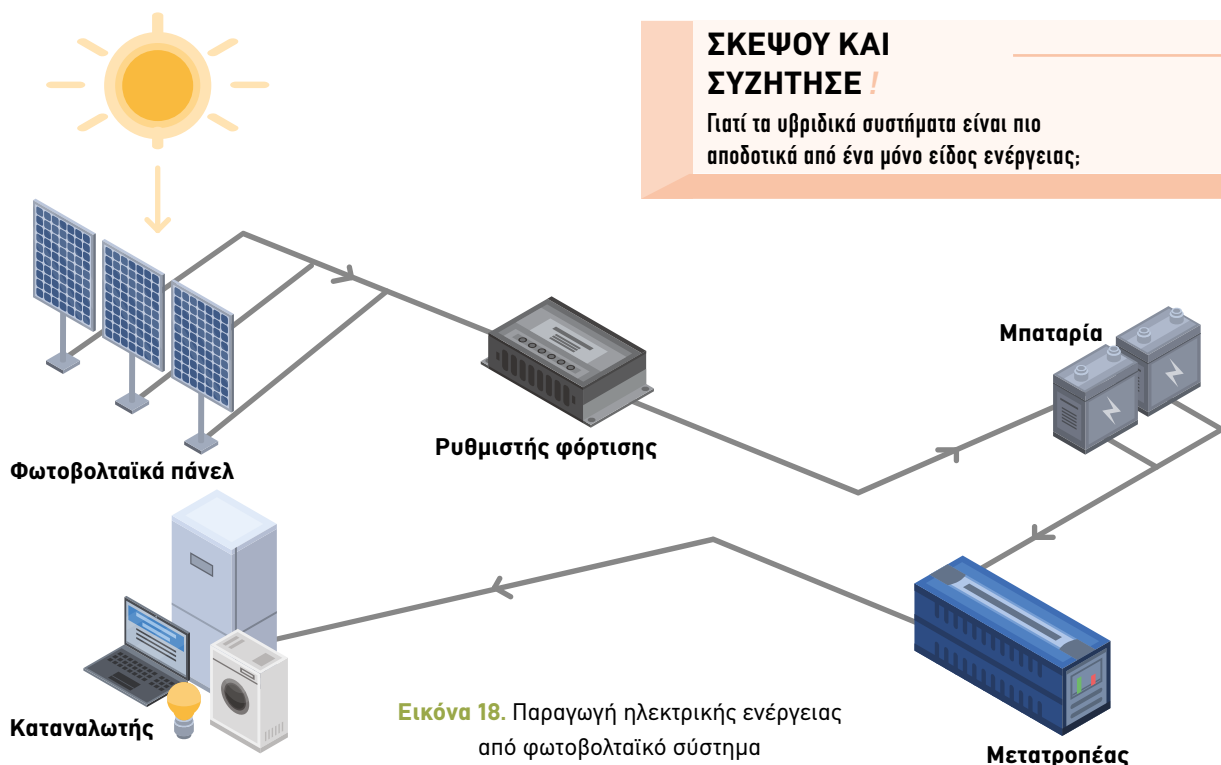 ΣΚΕΨΟΥ ΚΑΙ
ΣΥΖΗΤΗΣΕ !
Γιατί τα υβριδικά συστήματα είναι πιο
αποδοτικά από ένα μόνο είδος ενέργειας;
Μπαταρία
Ρυθμιστής φόρτισης
Φωτοβολταϊκά πάνελ
Καταναλωτής
Μετατροπέας
Εικόνα 18. Παραγωγή ηλεκτρικής ενέργειας
από φωτοβολταϊκό σύστημα